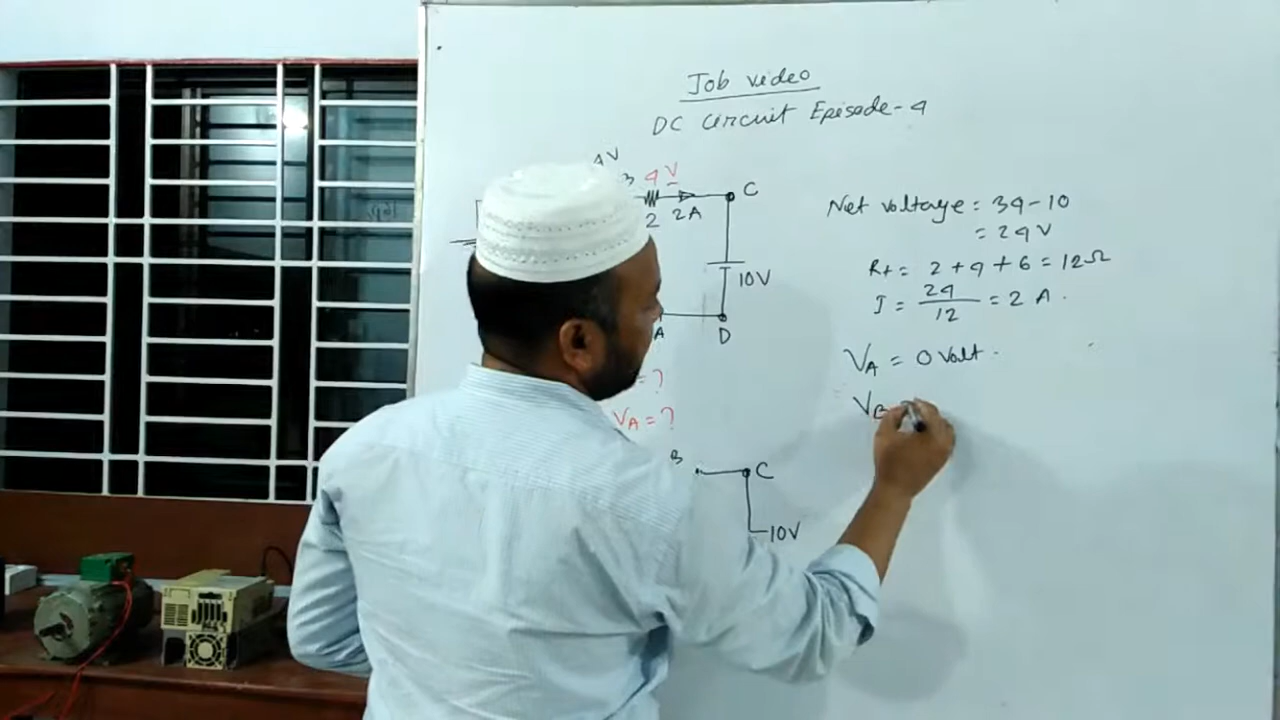 Job video
DC Circuit Episode-4
4V
B
4V
C
2
2A
10V
A
D
= ?
VA = ?
B
C
10V
Net voltage = 34-10
= 24V
Rt = 2+4+6 = 12Ω
I = 24/12 = 2 A.
VA = 0 Volt.
VB